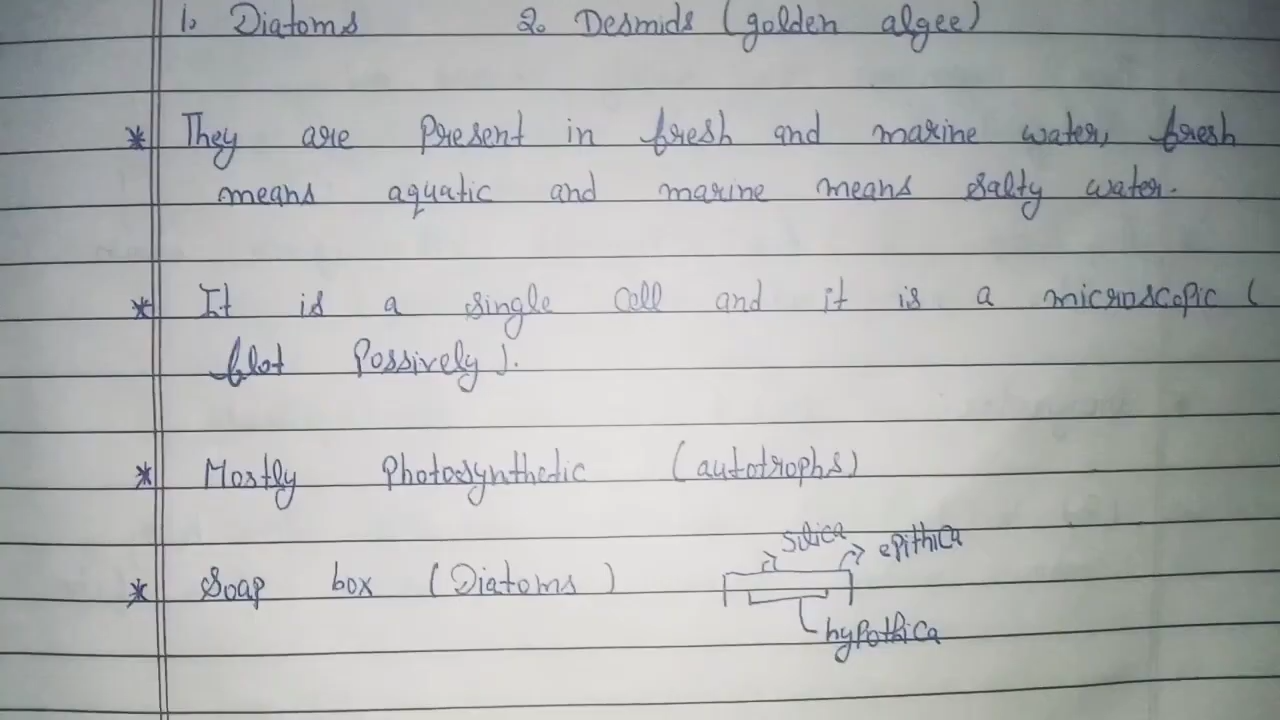 1. Diatoms 2. Desmids (golden algee)
* They are Present in fresh and marine water, fresh
means aquatic and marine means salty water.
* It is a single cell and it is a microscopic (
flot Possively).
* Mostly Photosynthetic (autotrophs)
silica epithica
* Soap box (Diatoms)
hypothica